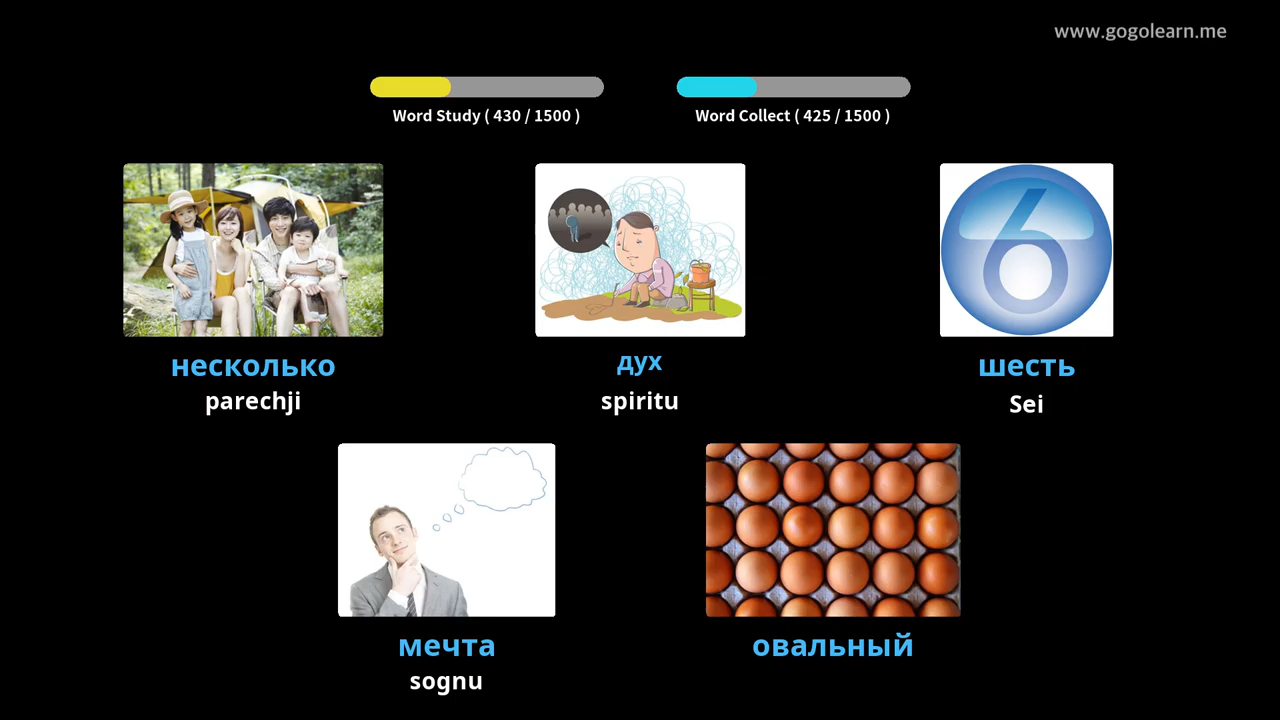 www.gogolearn.me
Word Study ( 430 / 1500 )
Word Collect ( 425 / 1500 )
6
несколько
parechji
дух
spiritu
шесть
Sei
мечта
sognu
овальный